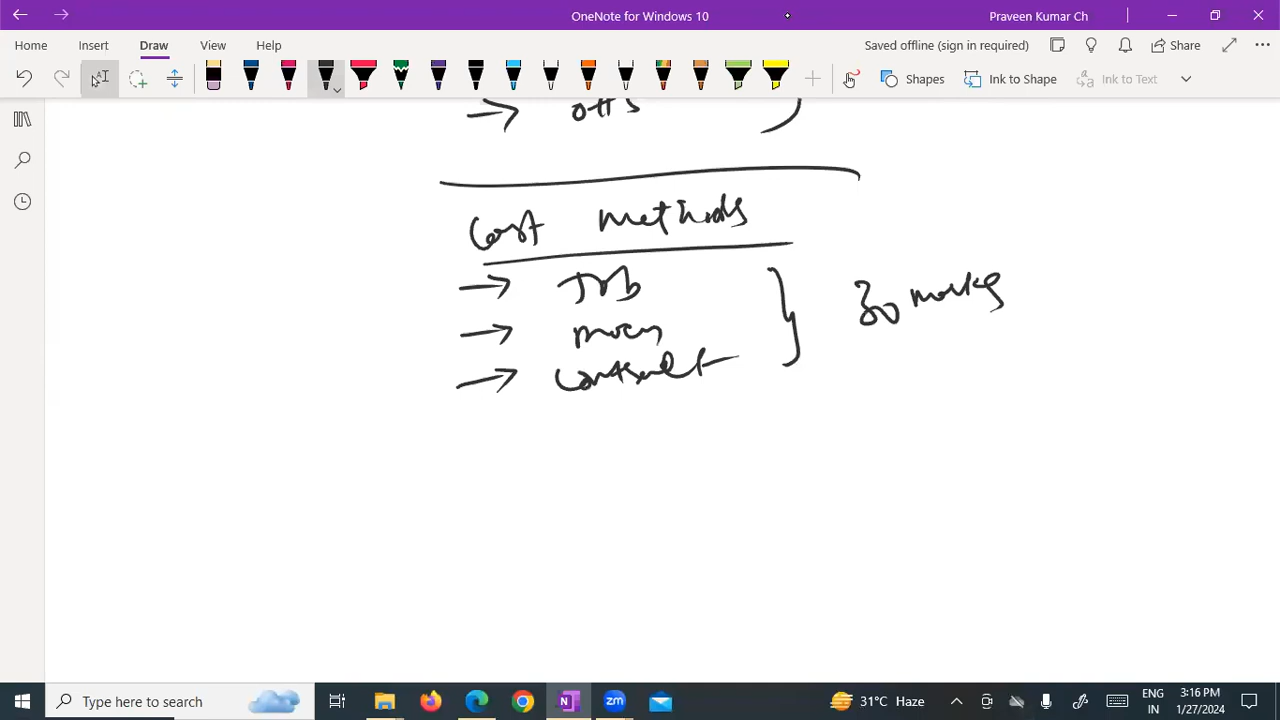 OneNote for Windows 10
Praveen Kumar Ch
Home Insert Draw View Help
Saved offline (sign in required)
Share
Shapes
Ink to Shape
Ink to Text
OHs
Cost Methods
→ Job
→ 
→ Contract
30 marks
Type here to search
31°C Haze
ENG
IN
3:16 PM
1/27/2024